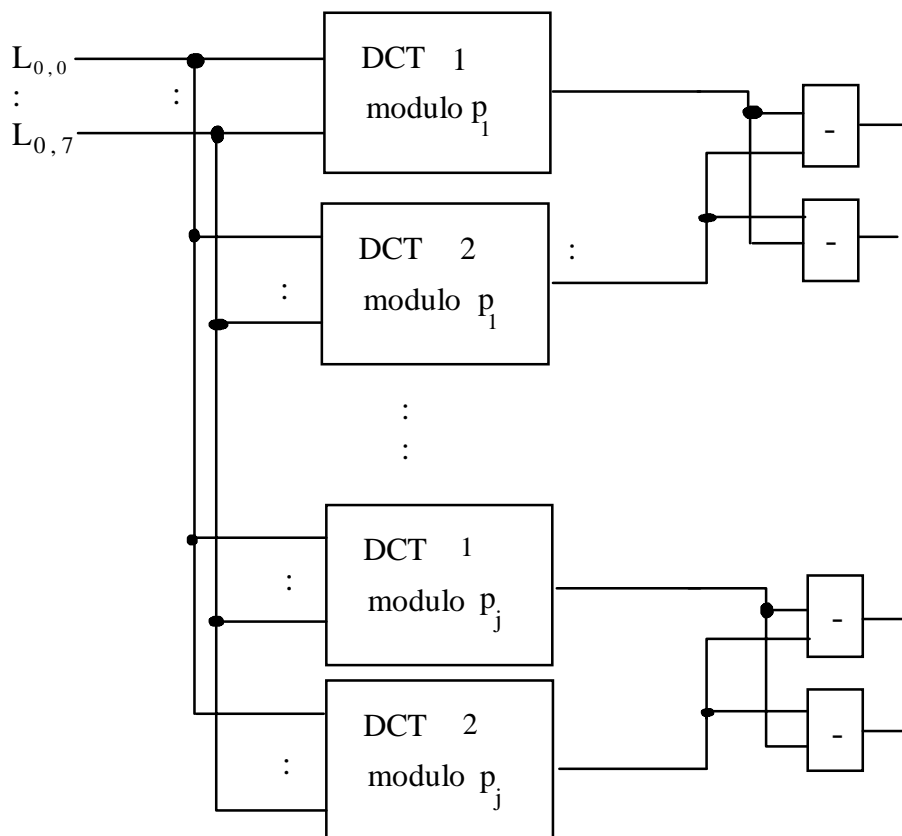 L0,0
:
:
L0,7
DCT 1
modulo p1
-
-
DCT 2
modulo p1
:
:
:
:
DCT 1
modulo pj
:
-
DCT 2
modulo pj
:
-